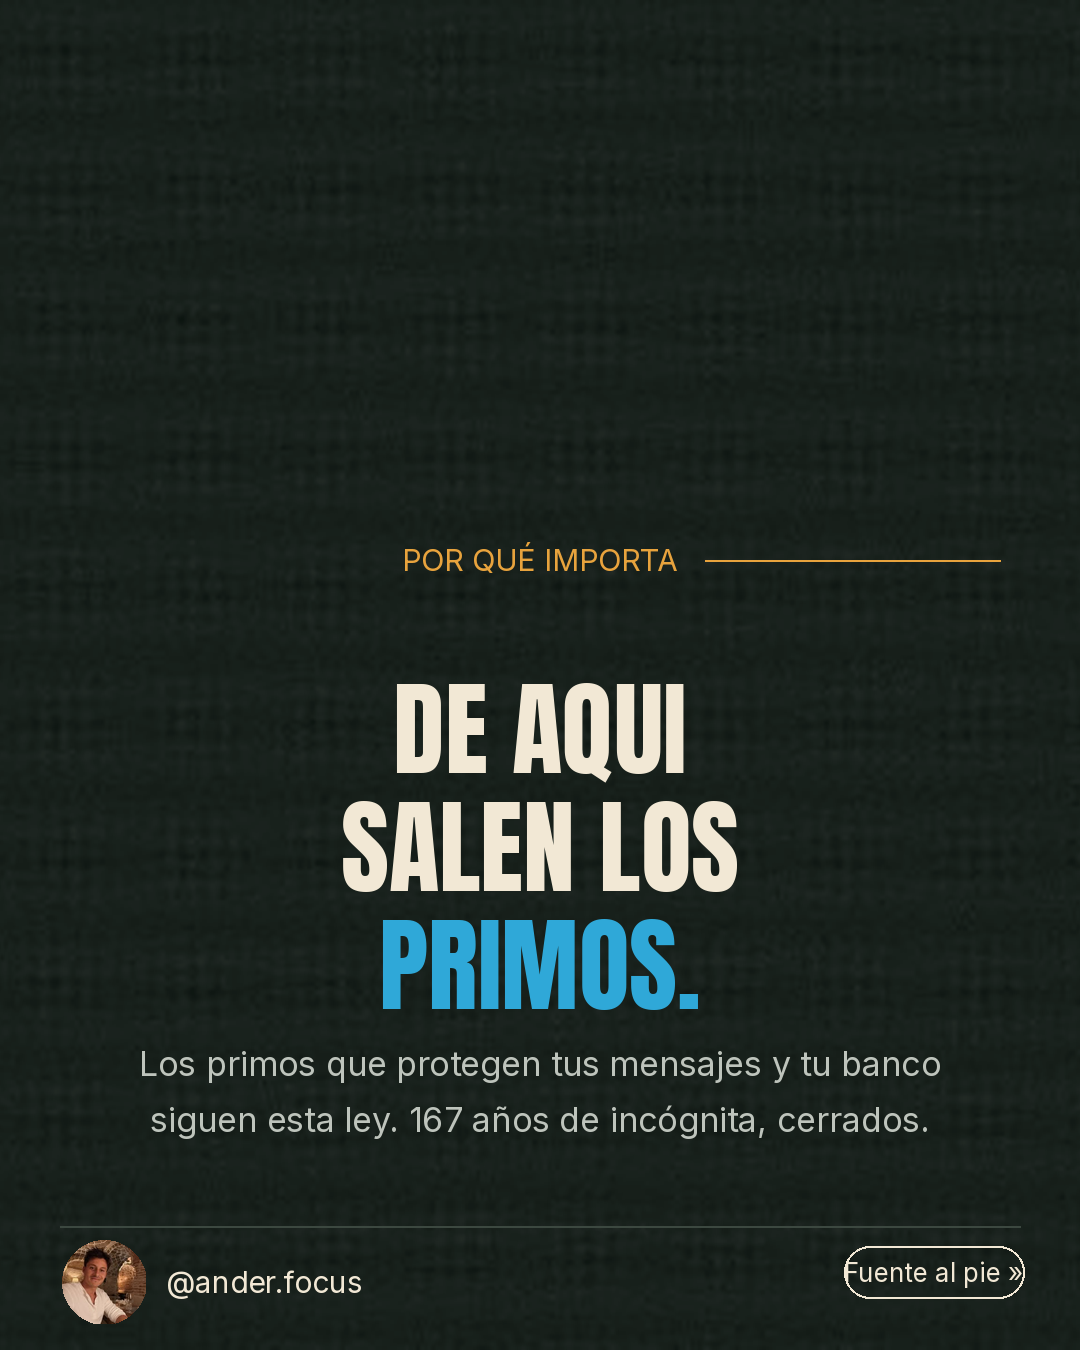 POR QUÉ IMPORTA
DE AQUI
SALEN LOS
PRIMOS.
Los primos que protegen tus mensajes y tu banco
siguen esta ley. 167 años de incógnita, cerrados.
@ander.focus
Fuente al pie »